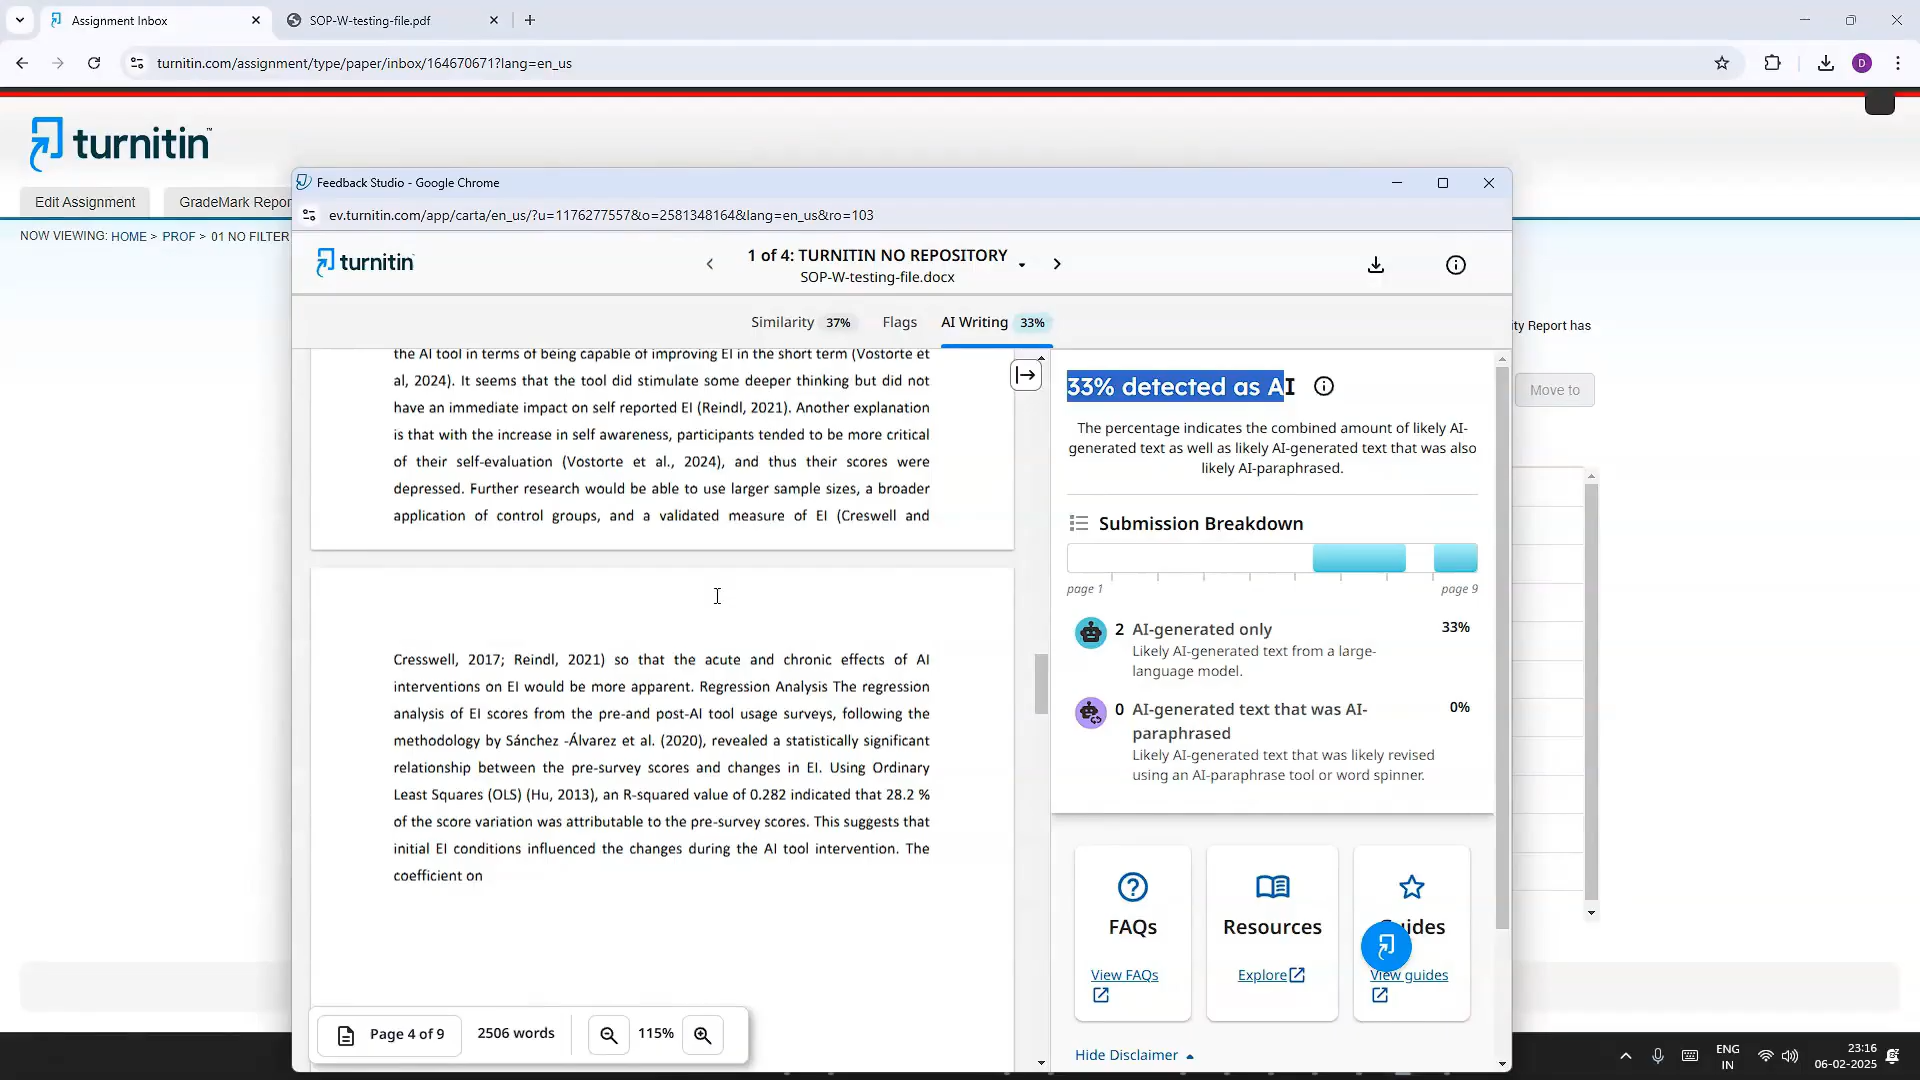 Assignment Inbox
SOP-W-testing-file.pdf
turnitin.com/assignment/type/paper/inbox/164670671?lang=en_us
D
turnitin™
Edit Assignment
GradeMark Repor
NOW VIEWING: HOME > PROF > 01 NO FILTER
ty Report has
Move to
Feedback Studio - Google Chrome
ev.turnitin.com/app/carta/en_us/?u=1176277557&o=2581348164&lang=en_us&ro=103
turnitin
1 of 4: TURNITIN NO REPOSITORY
SOP-W-testing-file.docx
Similarity 37%
Flags
AI Writing 33%
the AI tool in terms of being capable of improving EI in the short term (Vostorte et
al, 2024). It seems that the tool did stimulate some deeper thinking but did not
have an immediate impact on self reported EI (Reindl, 2021). Another explanation
is that with the increase in self awareness, participants tended to be more critical
of their self-evaluation (Vostorte et al., 2024), and thus their scores were
depressed. Further research would be able to use larger sample sizes, a broader
application of control groups, and a validated measure of EI (Creswell and
Cresswell, 2017; Reindl, 2021) so that the acute and chronic effects of AI
interventions on EI would be more apparent. Regression Analysis The regression
analysis of EI scores from the pre-and post-AI tool usage surveys, following the
methodology by Sánchez -Álvarez et al. (2020), revealed a statistically significant
relationship between the pre-survey scores and changes in EI. Using Ordinary
Least Squares (OLS) (Hu, 2013), an R-squared value of 0.282 indicated that 28.2 %
of the score variation was attributable to the pre-survey scores. This suggests that
initial EI conditions influenced the changes during the AI tool intervention. The
coefficient on
Page 4 of 9
2506 words
115%
33% detected as AI
The percentage indicates the combined amount of likely AI-
generated text as well as likely AI-generated text that was also
likely AI-paraphrased.
Submission Breakdown
page 1
page 9
2 AI-generated only 33%
Likely AI-generated text from a large-
language model.
0 AI-generated text that was AI- 0%
paraphrased
Likely AI-generated text that was likely revised
using an AI-paraphrase tool or word spinner.
FAQs
View FAQs
Resources
Explore
View guides
Hide Disclaimer
ENG
IN
23:16
06-02-2025